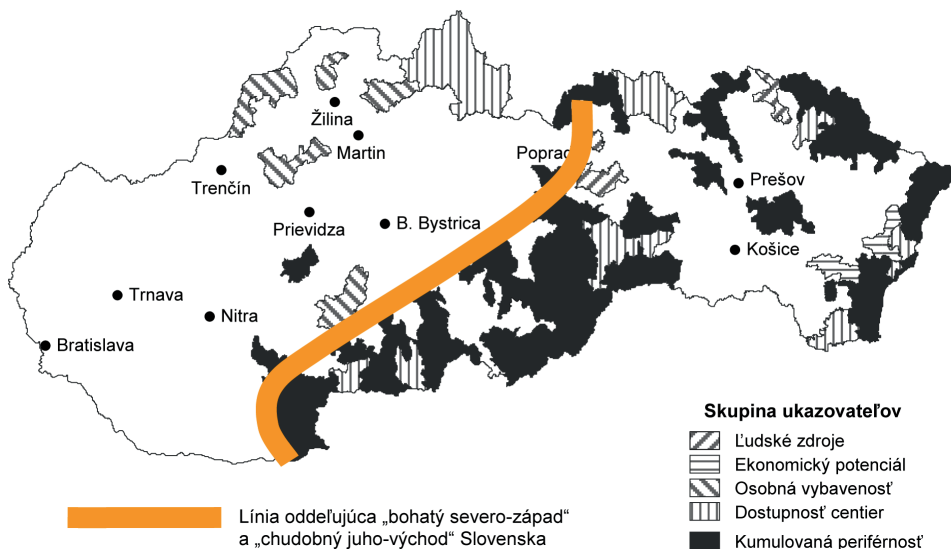 Žilina
Martin
Poprad
Trenčín
Prešov
Prievidza
B. Bystrica
Košice
Trnava
Nitra
Bratislava
Skupina ukazovateľov
Ľudské zdroje
Ekonomický potenciál
Osobná vybavenosť
Dostupnosť centier
Kumulovaná periférnosť
Línia oddeľujúca „bohatý severo-západ“
a „chudobný juho-východ“ Slovenska